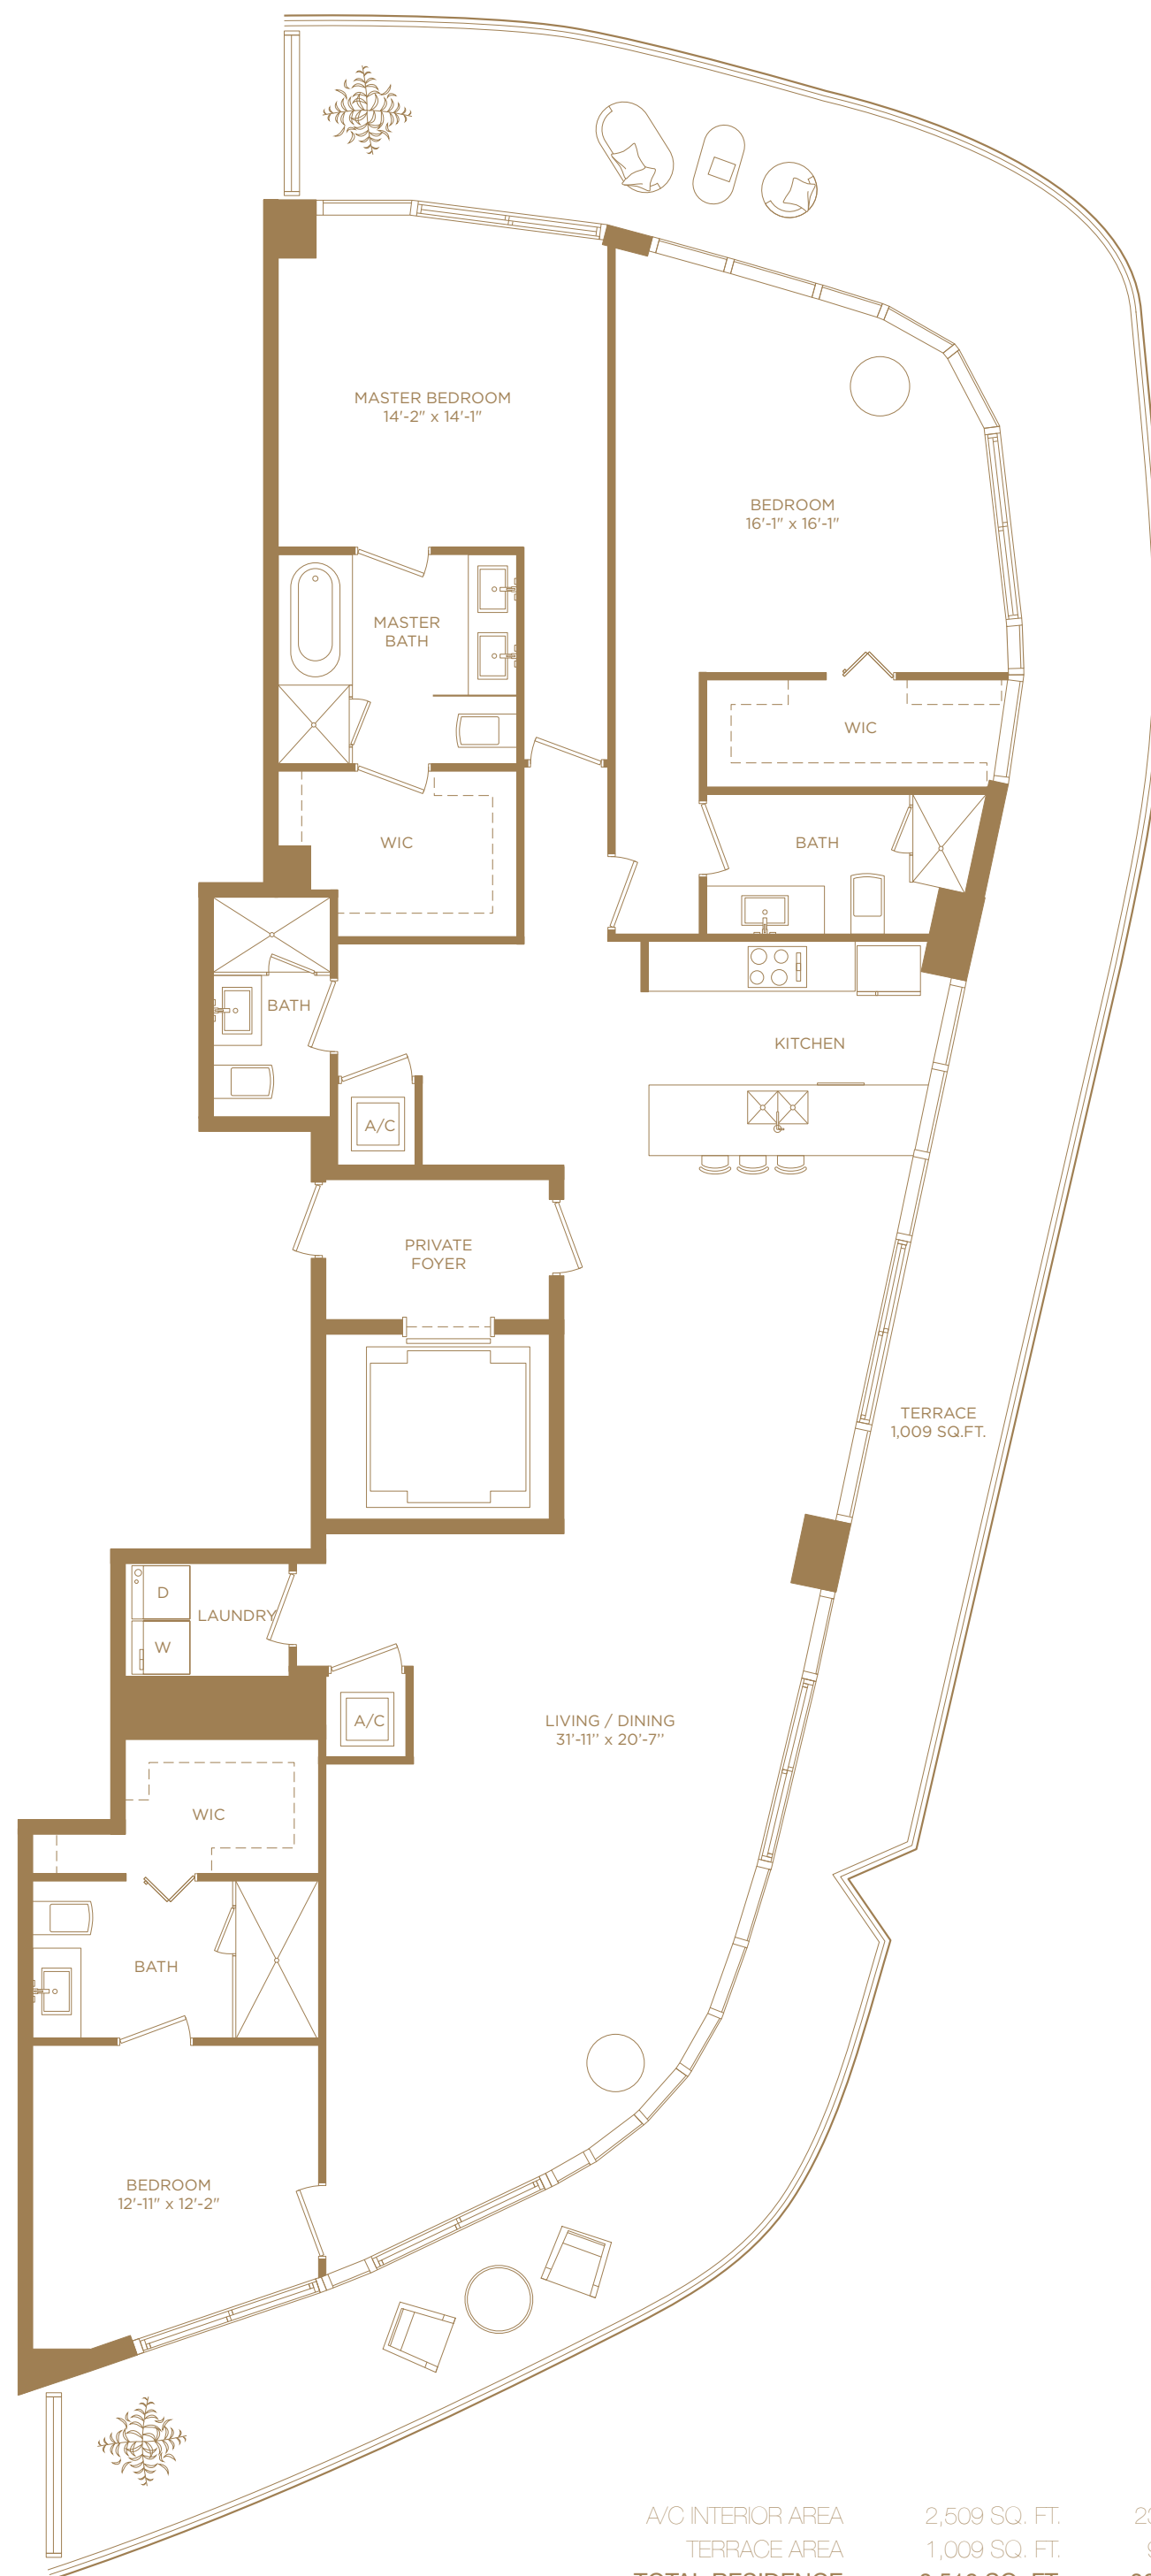 MASTER BEDROOM
14'-2" x 14'-1"
BEDROOM
16'-1" x 16'-1"
MASTER
BATH
WIC
WIC
BATH
BATH
KITCHEN
A/C
PRIVATE
FOYER
TERRACE
1,009 SQ.FT.
D
LAUNDRY
W
A/C
LIVING / DINING
31'-11'' x 20'-7''
WIC
BATH
BEDROOM
12'-11" x 12'-2"
A/C INTERIOR AREA 2,509 SQ. FT.
TERRACE AREA 1,009 SQ. FT.
TOTAL RESIDENCE